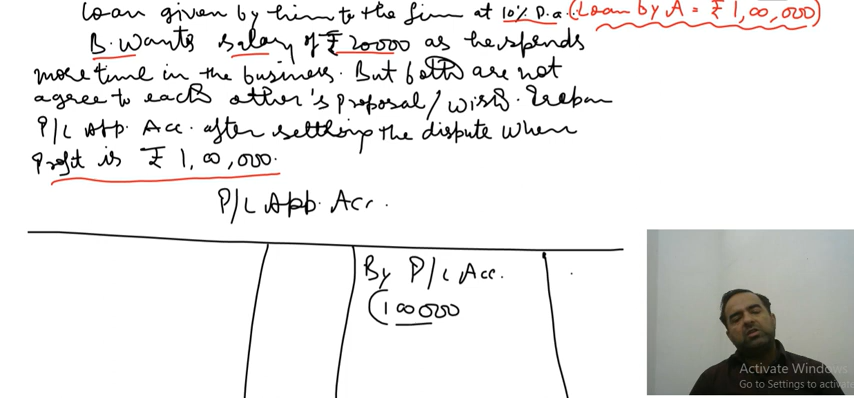 Loan given by him to the firm at 10% P.a. (Loan by A = ₹ 1,00,000)
B. wants salary of ₹ 20000 as he spends
more time in the business. But both are not
agree to each other's proposal/wish. Prepare
P/L App. Acc. after settling the dispute when
Profit is ₹ 1,00,000.
P/L App. Acc.
By P/L Acc.
(100000
Activate Windows
Go to Settings to activate